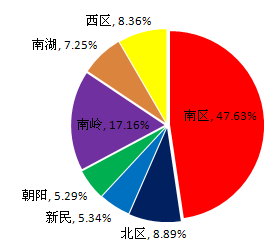 西区, 8.36%
南湖,
7.25%
南区, 47.63%
南岭, 17.16%
朝阳,
5.29%
新民, 5.34%
北区, 8.89%